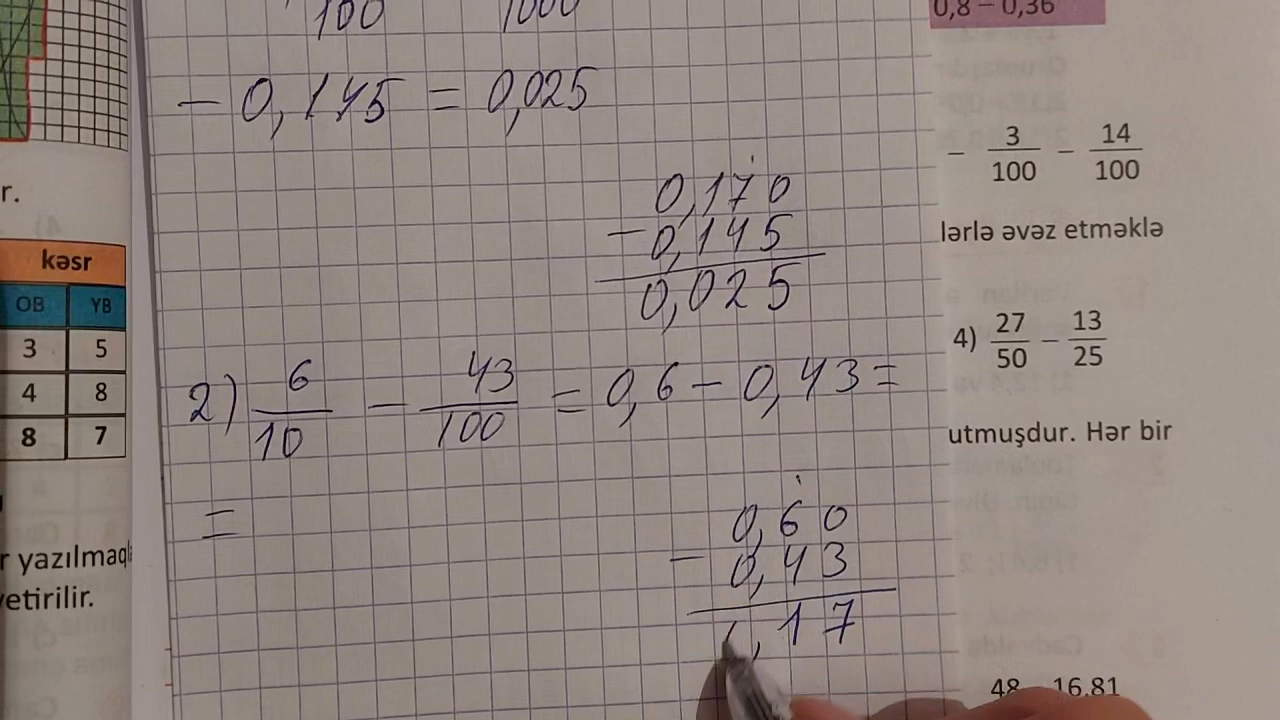 100 1000
0,8 – 0,36
− 0,145 = 0,025
– 3/100 – 14/100
0,170
− 0,145
0,025
r.
lərlə əvəz etməklə
kəsr
OB YB
3 5
4 8
8 7
4) 27/50 – 13/25
2) 6/10 − 43/100 = 0,6 − 0,43 =
utmuşdur. Hər bir
=
0,60
− 0,43
,17
r yazılmaqla
etirilir.
48 16,81